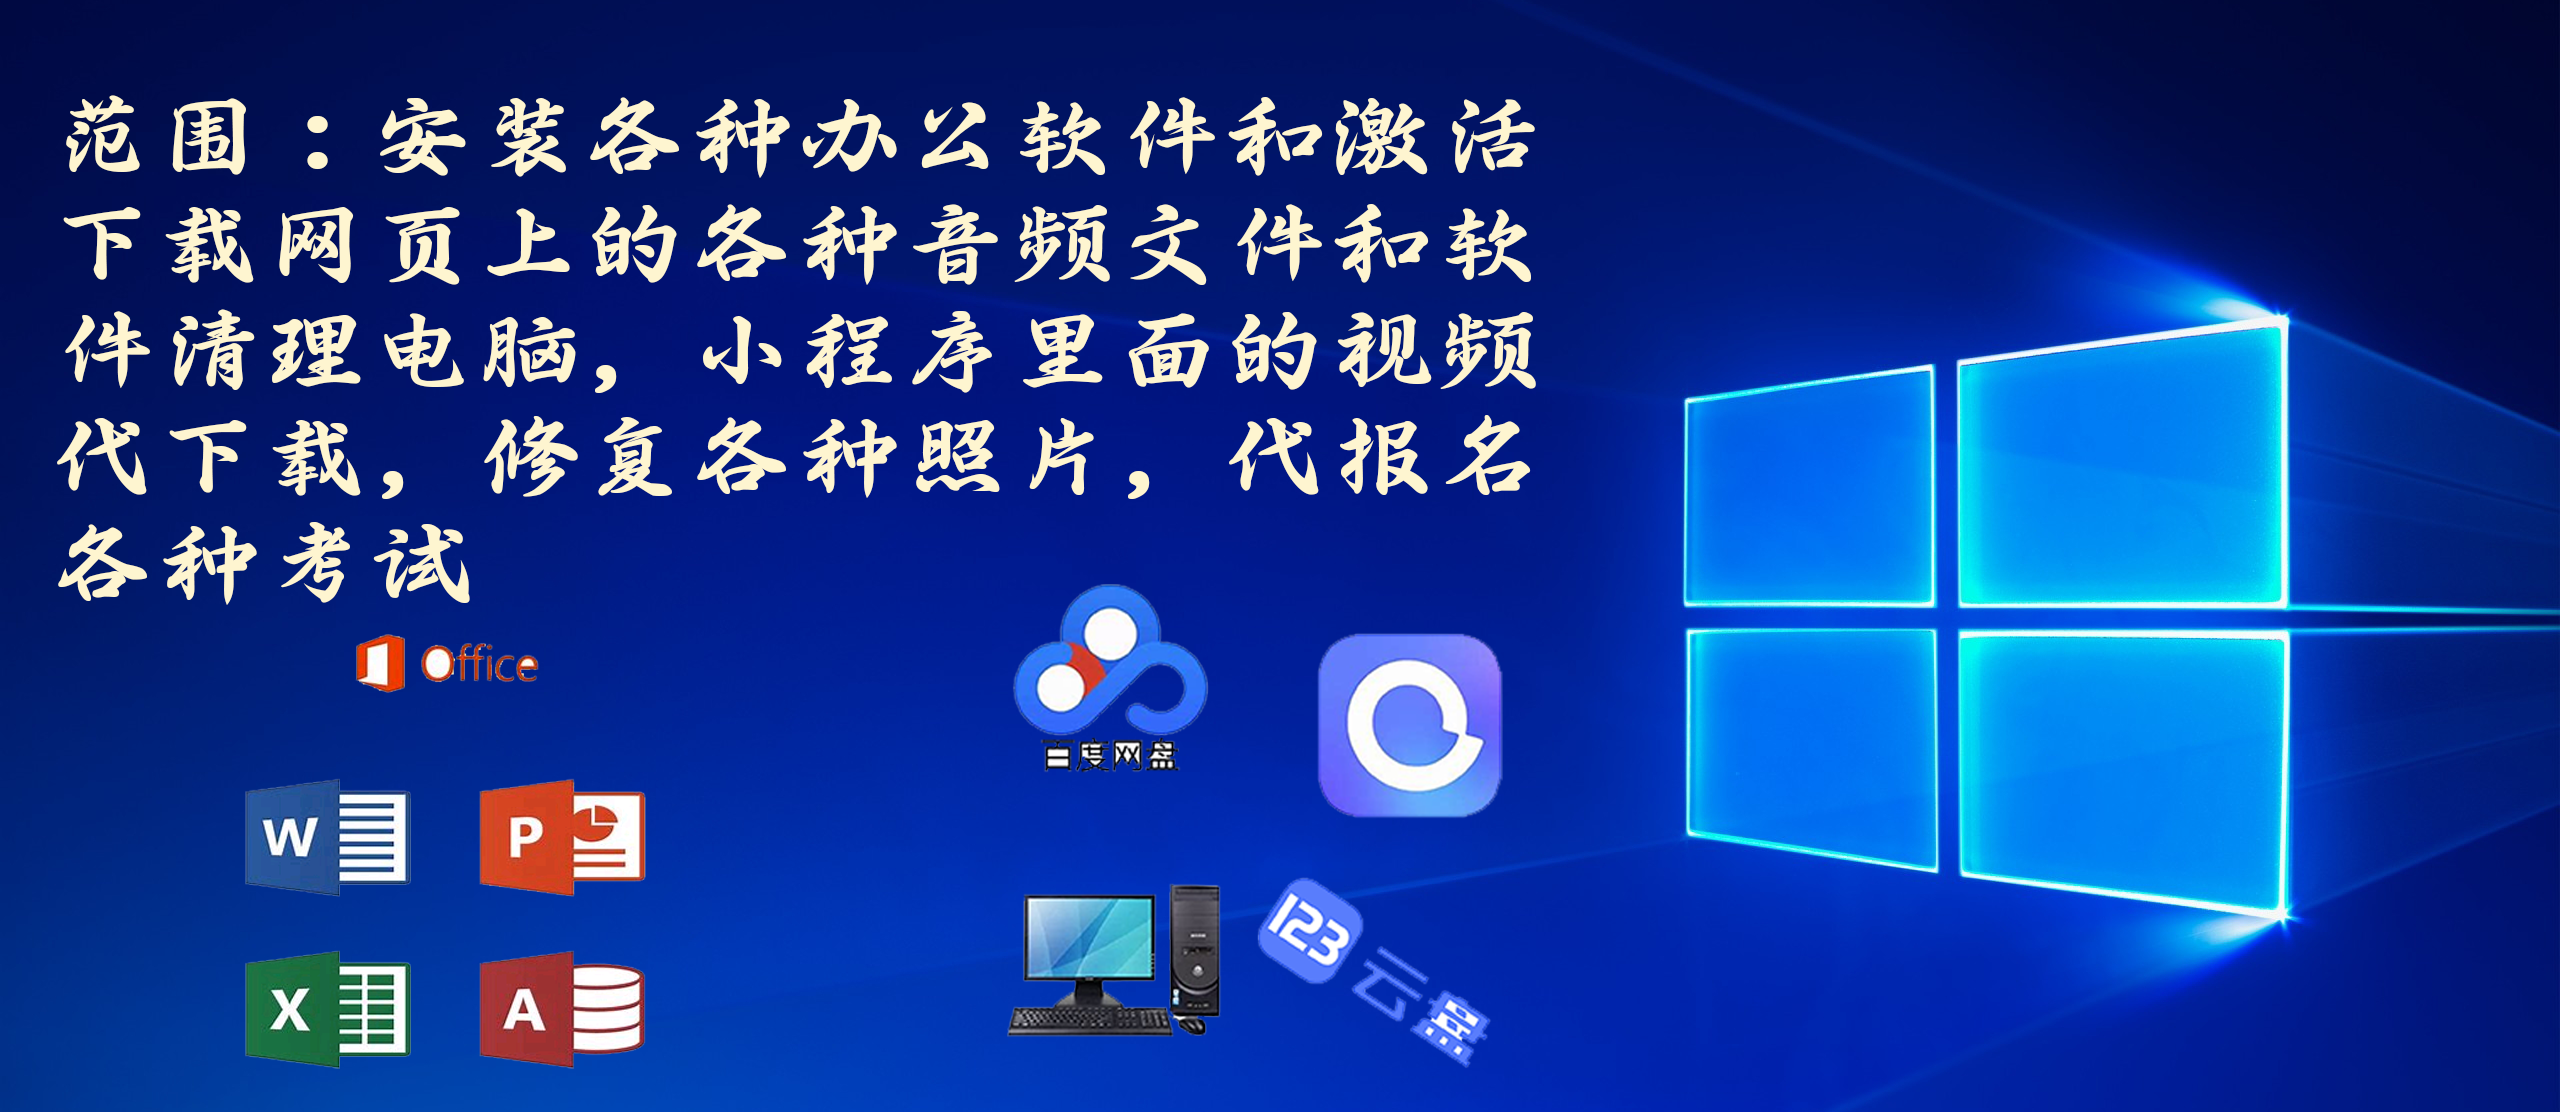 范围：安装各种办公软件和激活
下载网页上的各种音频文件和软
件清理电脑，小程序里面的视频
代下载，修复各种照片，代报名
各种考试
Office
百度网盘
W
P
X
A
123云盘